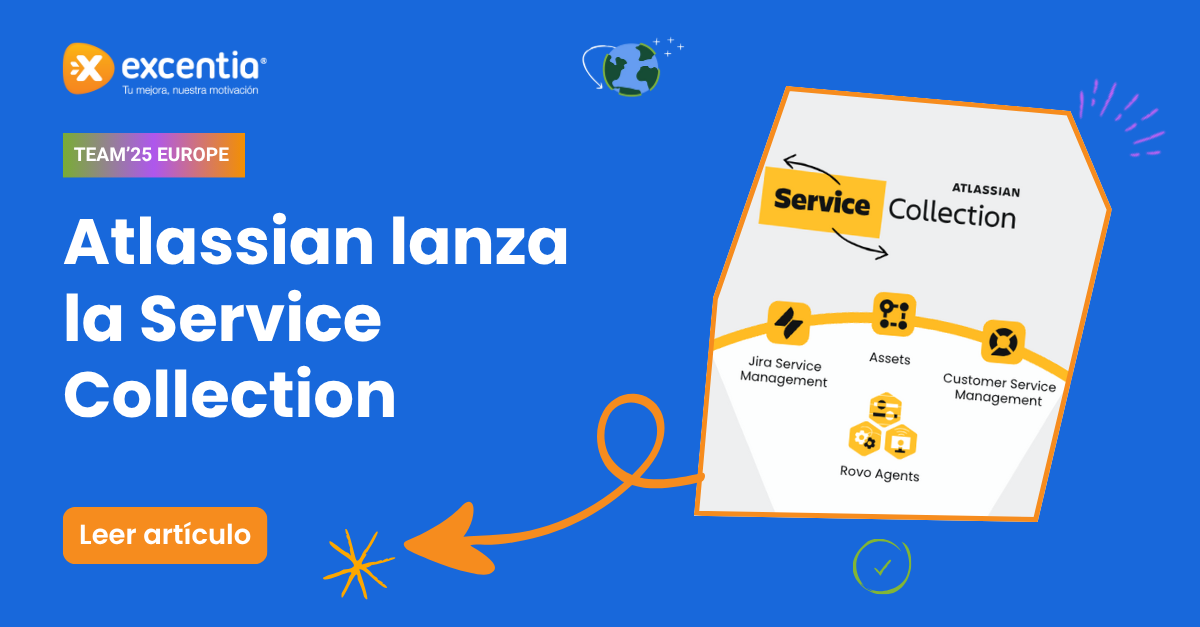 excentia®
Tu mejora, nuestra motivación
TEAM'25 EUROPE
Atlassian lanza
la Service
Collection
Leer artículo
ATLASSIAN
Service Collection
Jira Service
Management
Assets
Customer Service
Management
Rovo Agents